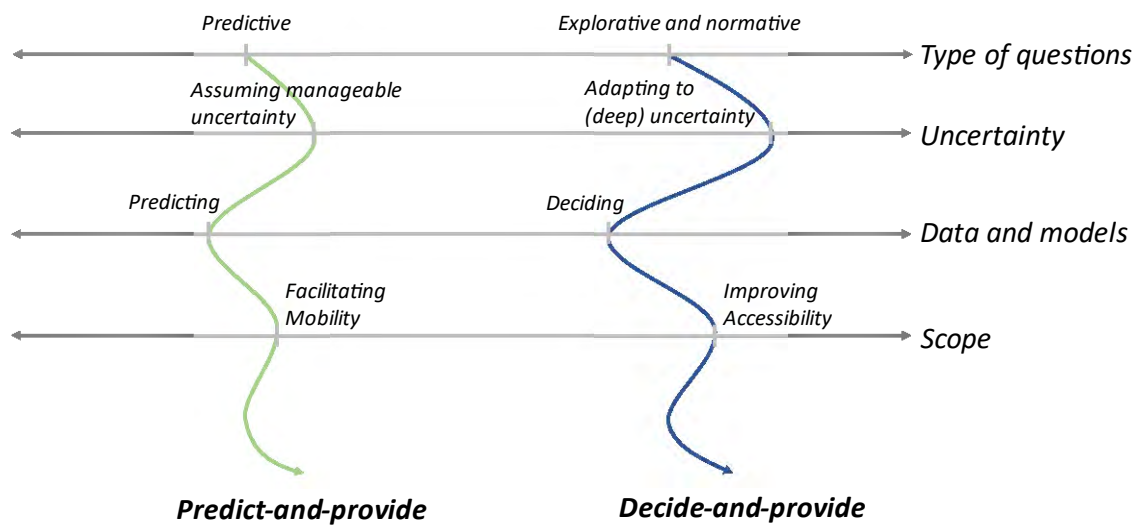 Predictive
Explorative and normative
Type of questions
Assuming manageable
uncertainty
Adapting to
(deep) uncertainty
Uncertainty
Predicting
Deciding
Data and models
Facilitating
Mobility
Improving
Accessibility
Scope
Predict-and-provide
Decide-and-provide